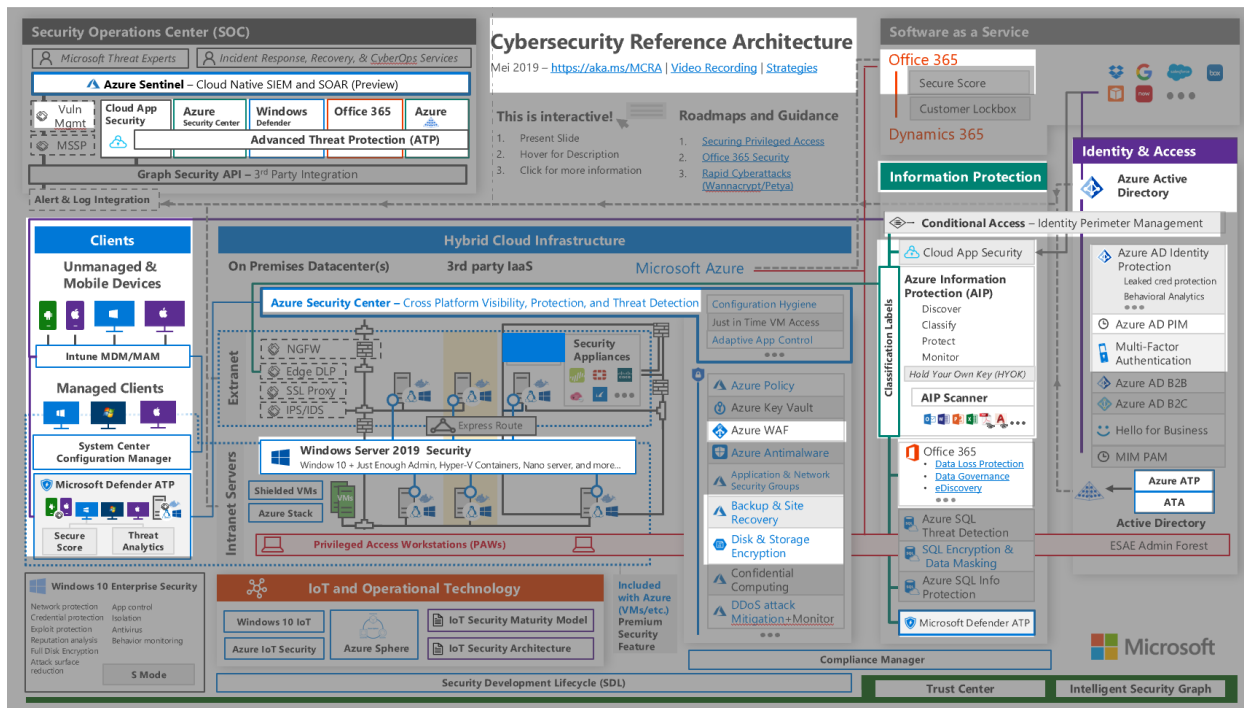 Security Operations Center (SOC)
Microsoft Threat Experts
Incident Response, Recovery, & CyberOps Services
Azure Sentinel – Cloud Native SIEM and SOAR (Preview)
Vuln
Mgmt
MSSP
Cloud App
Security
Azure
Security Center
Windows
Defender
Office 365
Azure
Advanced Threat Protection (ATP)
Graph Security API – 3rd Party Integration
Alert & Log Integration
Cybersecurity Reference Architecture
Mei 2019 – https://aka.ms/MCRA | Video Recording | Strategies
This is interactive!
1. Present Slide
2. Hover for Description
3. Click for more information
Roadmaps and Guidance
1. Securing Privileged Access
2. Office 365 Security
3. Rapid Cyberattacks
(Wannacrypt/Petya)
Software as a Service
Office 365
Secure Score
Customer Lockbox
Dynamics 365
box
now
Information Protection
Identity & Access
Azure Active
Directory
Conditional Access – Identity Perimeter Management
Clients
Unmanaged &
Mobile Devices
Intune MDM/MAM
Managed Clients
System Center
Configuration Manager
Microsoft Defender ATP
Secure
Score
Threat
Analytics
Hybrid Cloud Infrastructure
On Premises Datacenter(s)
3rd party IaaS
Microsoft Azure
Azure Security Center – Cross Platform Visibility, Protection, and Threat Detection
Configuration Hygiene
Just in Time VM Access
Adaptive App Control
Extranet
NGFW
Edge DLP
SSL Proxy
IPS/IDS
Security
Appliances
Express Route
Intranet Servers
Windows Server 2019 Security
Window 10 + Just Enough Admin, Hyper-V Containers, Nano server, and more...
Shielded VMs
VMs
Azure Stack
Privileged Access Workstations (PAWs)
ESAE Admin Forest
Azure Policy
Azure Key Vault
Azure WAF
Azure Antimalware
Application & Network
Security Groups
Backup & Site
Recovery
Disk & Storage
Encryption
Confidential
Computing
DDoS attack
Mitigation+Monitor
Classification Labels
Cloud App Security
Azure Information
Protection (AIP)
Discover
Classify
Protect
Monitor
Hold Your Own Key (HYOK)
AIP Scanner
Office 365
• Data Loss Protection
• Data Governance
• eDiscovery
Azure SQL
Threat Detection
SQL Encryption &
Data Masking
Azure SQL Info
Protection
Microsoft Defender ATP
Azure AD Identity
Protection
Leaked cred protection
Behavioral Analytics
Azure AD PIM
Multi-Factor
Authentication
Azure AD B2B
Azure AD B2C
Hello for Business
MIM PAM
Azure ATP
ATA
Active Directory
Windows 10 Enterprise Security
Network protection
Credential protection
Exploit protection
Reputation analysis
Full Disk Encryption
Attack surface
reduction
App control
Isolation
Antivirus
Behavior monitoring
S Mode
IoT and Operational Technology
Windows 10 IoT
Azure IoT Security
Azure Sphere
IoT Security Maturity Model
IoT Security Architecture
Included
with Azure
(VMs/etc.)
Premium
Security
Feature
Security Development Lifecycle (SDL)
Compliance Manager
Microsoft
Trust Center
Intelligent Security Graph